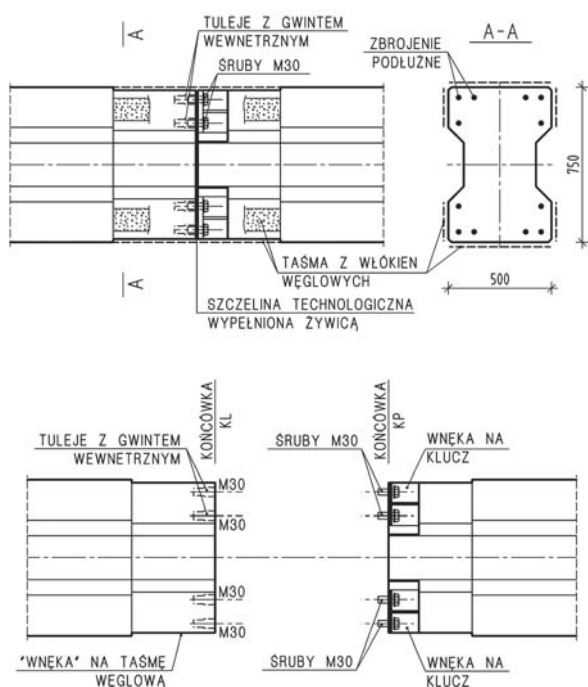 A
TULEJE Z GWINTEM
WEWNETRZNYM
ŚRUBY M30
A-A
ZBROJENIE
PODŁUŻNE
750
500
TAŚMA Z WŁÓKIEN
WĘGLOWYCH
A
SZCZELINA TECHNOLOGICZNA
WYPEŁNIONA ŻYWICĄ
KOŃCÓWKA
KL
KOŃCÓWKA
KP
TULEJE Z GWINTEM
WEWNETRZNYM
ŚRUBY M30
WNĘKA NA
KLUCZ
M30
M30
M30
M30
"WNĘKA" NA TAŚMĘ
WĘGLOWA
ŚRUBY M30
WNĘKA NA
KLUCZ